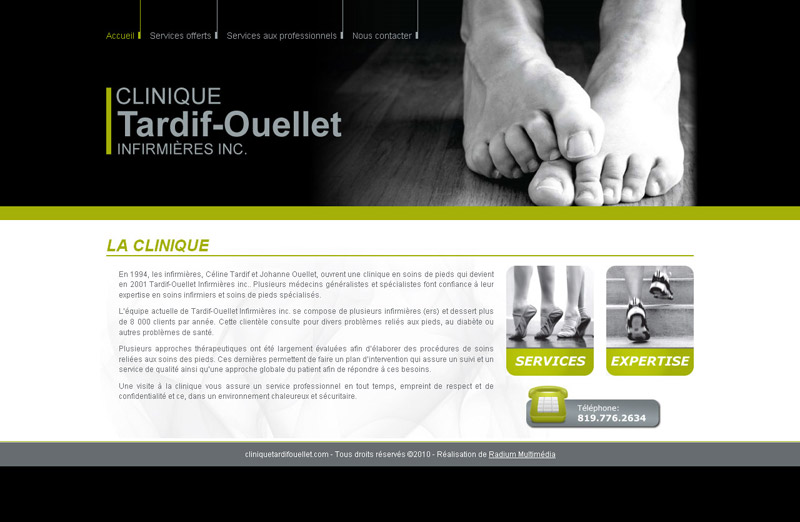 Accueil
Services offerts
Services aux professionnels
Nous contacter
CLINIQUE
Tardif-Ouellet
INFIRMIÈRES INC.
LA CLINIQUE
En 1994, les infirmières, Céline Tardif et Johanne Ouellet, ouvrent une clinique en soins de pieds qui devient
en 2001 Tardif-Ouellet Infirmières inc. Plusieurs médecins généralistes et spécialistes font confiance à leur
expertise en soins infirmiers et soins de pieds spécialisés.
L'équipe actuelle de Tardif-Ouellet Infirmière inc. se compose de plusieurs infirmières (ers) et dessert plus
de 8 000 clients par année. Cette clientèle consulte pour divers problèmes reliés aux pieds, au diabète ou
autres problèmes de santé.
Plusieurs approches thérapeutiques ont été largement évaluées afin d'élaborer des procédures de soins
reliées aux soins des pieds. Ces dernières permettent de faire un plan d'intervention qui assure un suivi et un
service de qualité ainsi qu'une approche globale du patient afin de répondre à ces besoins.
Une visite à la clinique vous assure un service professionnel en tout temps, empreint de respect et de
confidentialité et ce, dans un environnement chaleureux et sécuritaire.
SERVICES
EXPERTISE
Téléphone:
819.776.2634
cliniquetardifouellet.com - Tous droits réservés ©2010 - Réalisation de Radium Multimédia